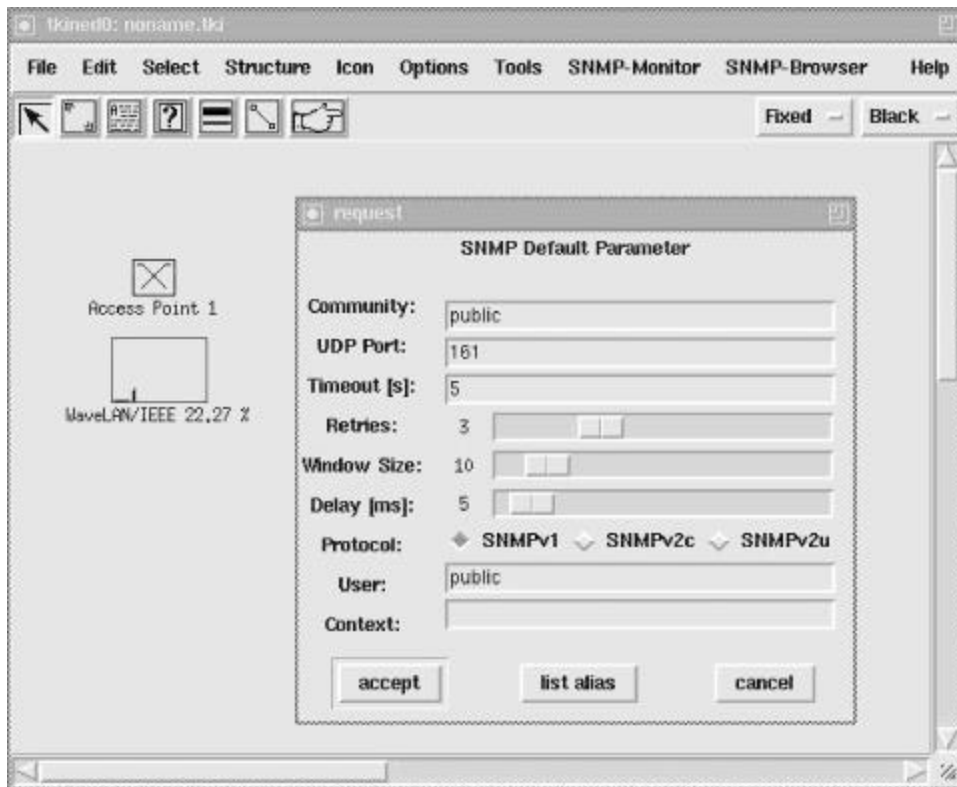 tkined0: noname.tki
File Edit Select Structure Icon Options Tools SNMP-Monitor SNMP-Browser Help
Fixed Black
request
SNMP Default Parameter
Access Point 1
WaveLAN/IEEE 22,27 %
Community: public
UDP Port: 161
Timeout [s]: 5
Retries: 3
Window Size: 10
Delay [ms]: 5
Protocol: SNMPv1 SNMPv2c SNMPv2u
User: public
Context:
accept list alias cancel